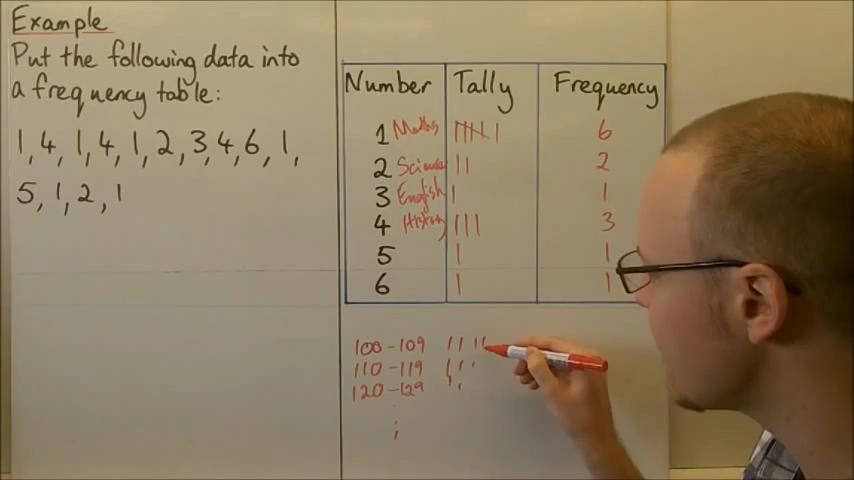 Example
Put the following data into
a frequency table:
1, 4, 1, 4, 1, 2, 3, 4, 6, 1,
5, 1, 2, 1
Number Tally Frequency
1 Maths 6
2 Science 2
3 English 1
4 History 3
5 1
6 1
100-109
110-119
120-129